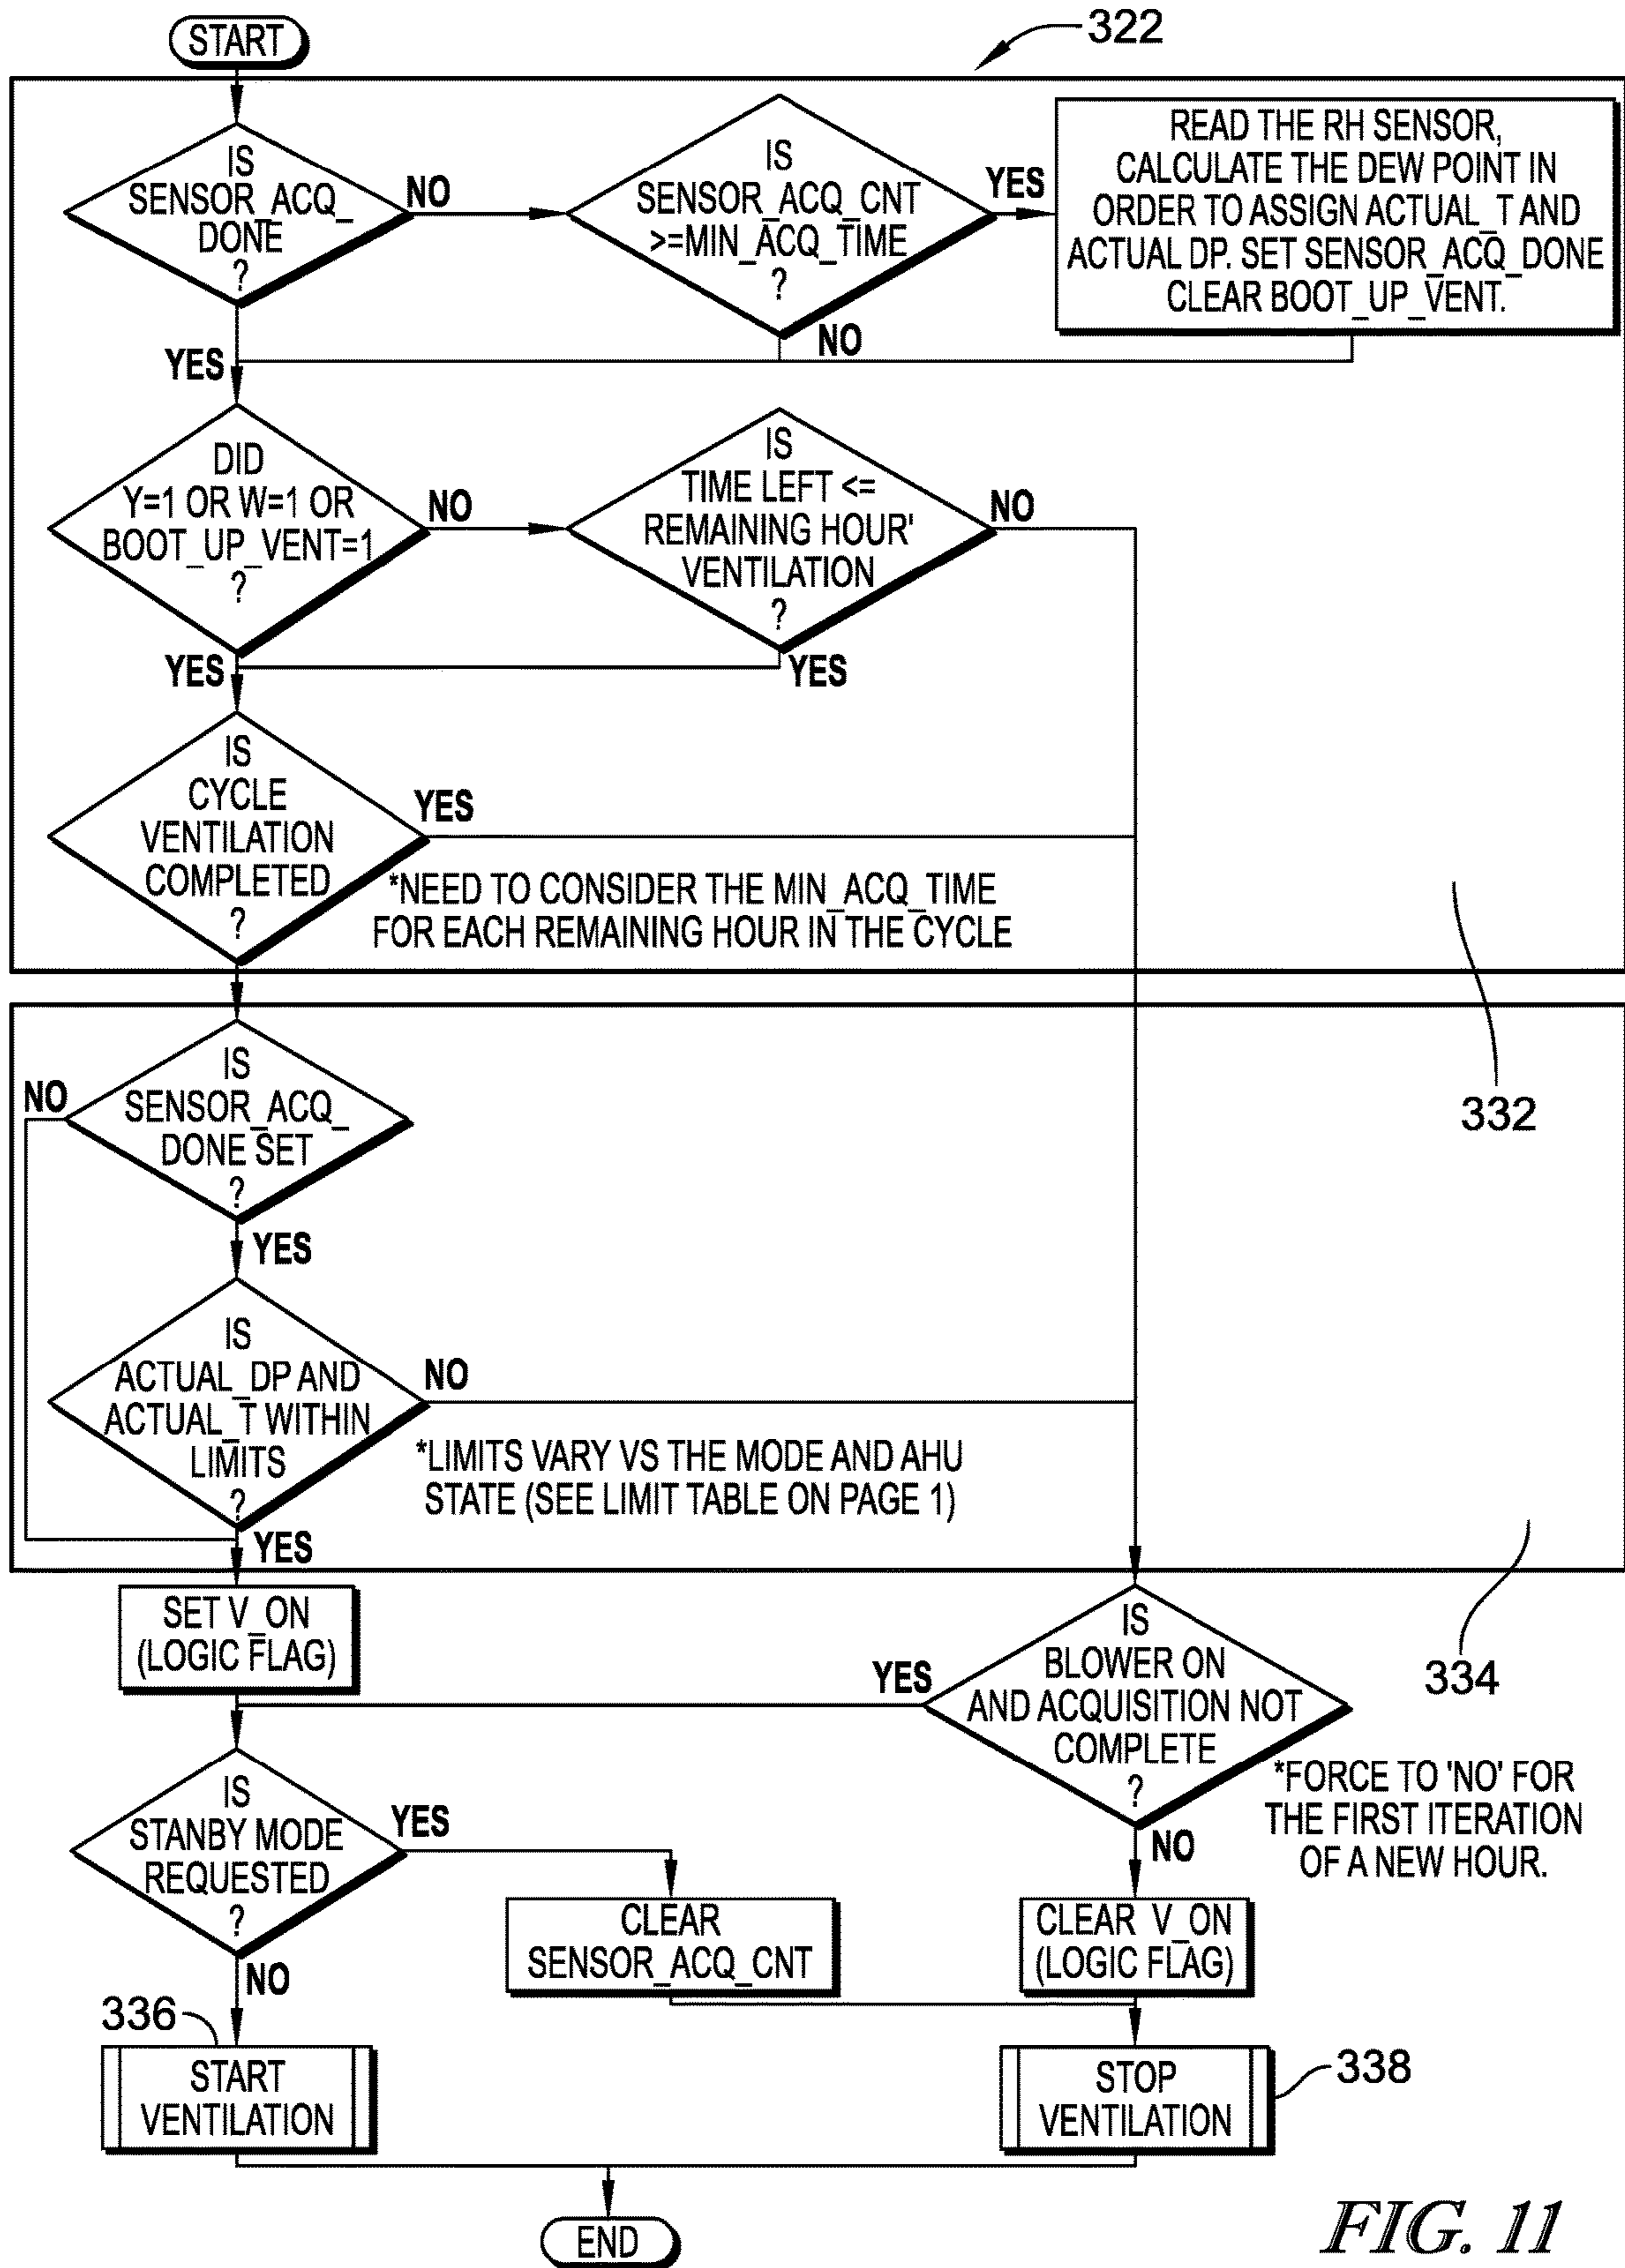 START
322
IS
SENSOR_ACQ_
DONE
?
NO
IS
SENSOR_ACQ_CNT
>=MIN_ACQ_TIME
?
YES
READ THE RH SENSOR,
CALCULATE THE DEW POINT IN
ORDER TO ASSIGN ACTUAL_T AND
ACTUAL DP. SET SENSOR_ACQ_DONE
CLEAR BOOT_UP_VENT.
NO
YES
DID
Y=1 OR W=1 OR
BOOT_UP_VENT=1
?
NO
IS
TIME LEFT <=
REMAINING HOUR'
VENTILATION
?
NO
YES
YES
IS
CYCLE
VENTILATION
COMPLETED
?
YES
*NEED TO CONSIDER THE MIN_ACQ_TIME
FOR EACH REMAINING HOUR IN THE CYCLE
332
IS
SENSOR_ACQ_
DONE SET
?
NO
YES
IS
ACTUAL_DP AND
ACTUAL_T WITHIN
LIMITS
?
NO
*LIMITS VARY VS THE MODE AND AHU
STATE (SEE LIMIT TABLE ON PAGE 1)
YES
334
SET V_ON
(LOGIC FLAG)
IS
BLOWER ON
AND ACQUISITION NOT
COMPLETE
?
YES
*FORCE TO 'NO' FOR
THE FIRST ITERATION
OF A NEW HOUR.
NO
IS
STANBY MODE
REQUESTED
?
YES
NO
CLEAR
SENSOR_ACQ_CNT
CLEAR V_ON
(LOGIC FLAG)
336
START
VENTILATION
STOP
VENTILATION
338
END
FIG. 11